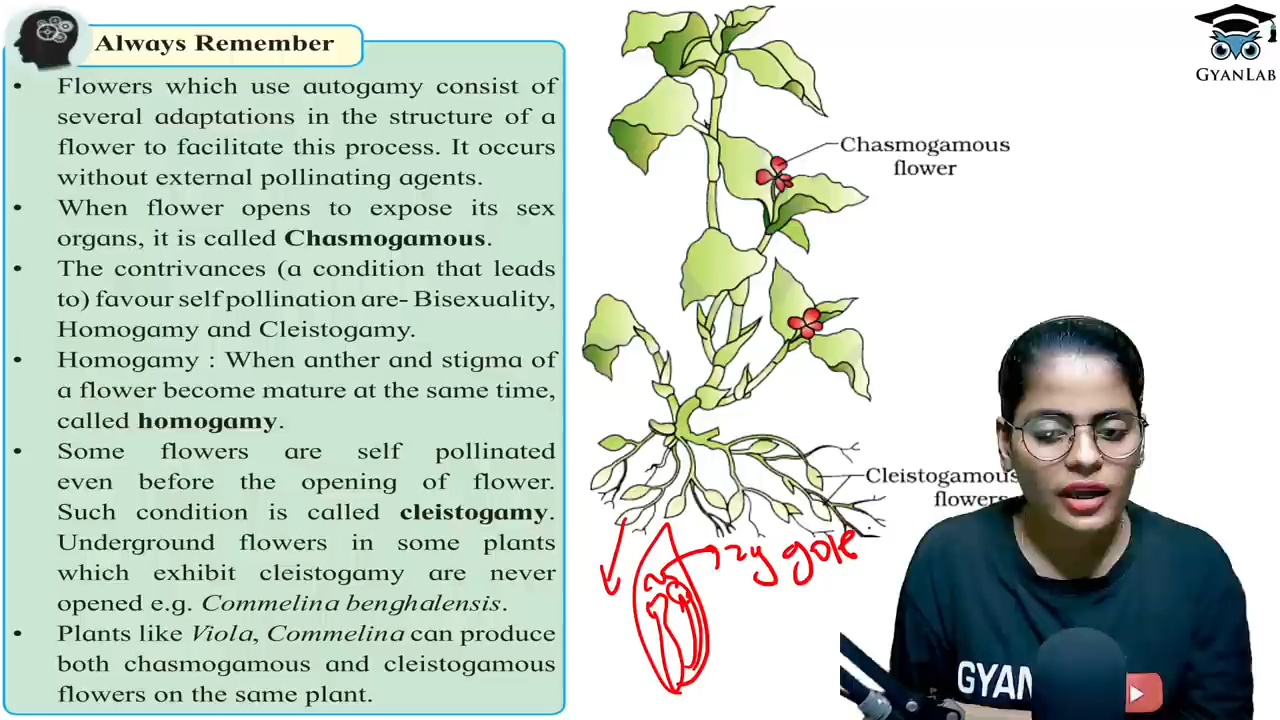 Always Remember
• Flowers which use autogamy consist of
several adaptations in the structure of a
flower to facilitate this process. It occurs
without external pollinating agents.
• When flower opens to expose its sex
organs, it is called Chasmogamous.
• The contrivances (a condition that leads
to) favour self pollination are- Bisexuality,
Homogamy and Cleistogamy.
• Homogamy : When anther and stigma of
a flower become mature at the same time,
called homogamy.
• Some flowers are self pollinated
even before the opening of flower.
Such condition is called cleistogamy.
Underground flowers in some plants
which exhibit cleistogamy are never
opened e.g. Commelina benghalensis.
• Plants like Viola, Commelina can produce
both chasmogamous and cleistogamous
flowers on the same plant.
GYANLAB
Chasmogamous
flower
Cleistogamous
flowers
GYAN